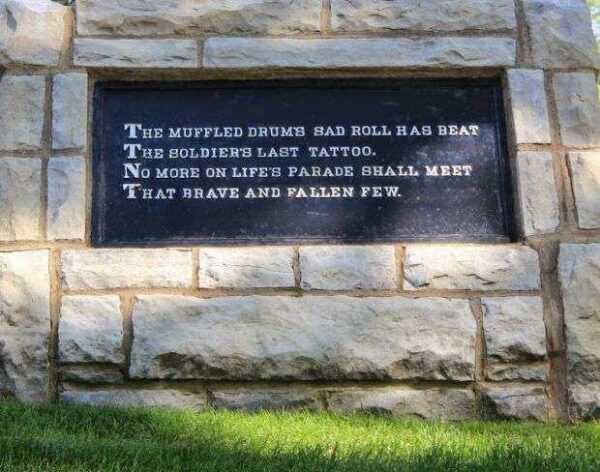 THE MUFFLED DRUM'S SAD ROLL HAS BEAT
THE SOLDIER'S LAST TATTOO.
NO MORE ON LIFE'S PARADE SHALL MEET
THAT BRAVE AND FALLEN FEW.